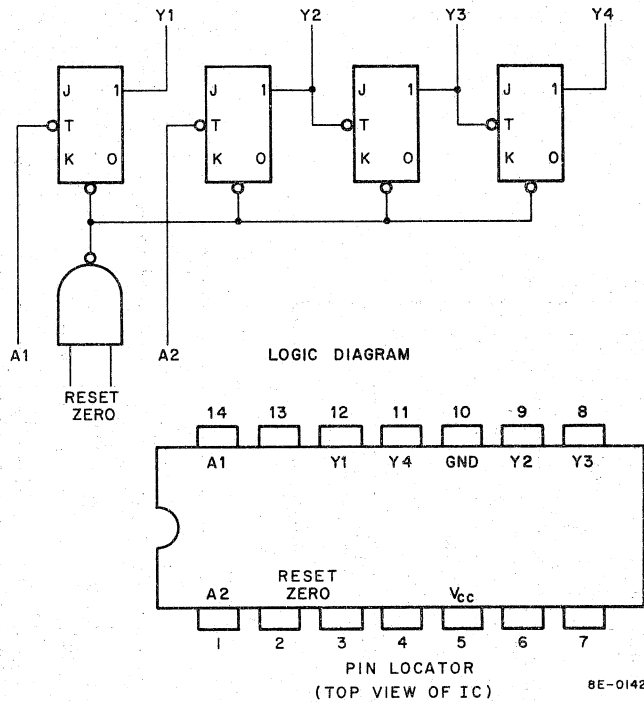 Y1 Y2 Y3 Y4
J 1 J 1 J 1 J 1
T T T T
K 0 K 0 K 0 K 0
A1 A2 LOGIC DIAGRAM
RESET
ZERO
14 13 12 11 10 9 8
A1 Y1 Y4 GND Y2 Y3
RESET
A2 ZERO VCC
1 2 3 4 5 6 7
PIN LOCATOR
(TOP VIEW OF IC)
8E-0142